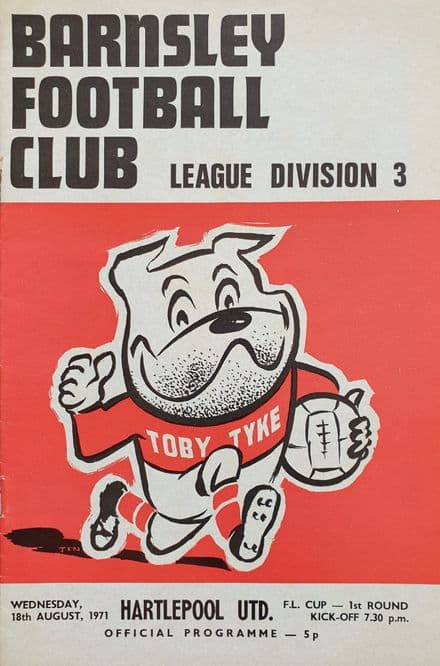 BARNSLEY
FOOTBALL
CLUB LEAGUE DIVISION 3
TOBY TYKE
WEDNESDAY,
18th AUGUST, 1971
HARTLEPOOL UTD.
F.L. CUP — 1st ROUND
KICK-OFF 7.30 p.m.
OFFICIAL PROGRAMME — 5p